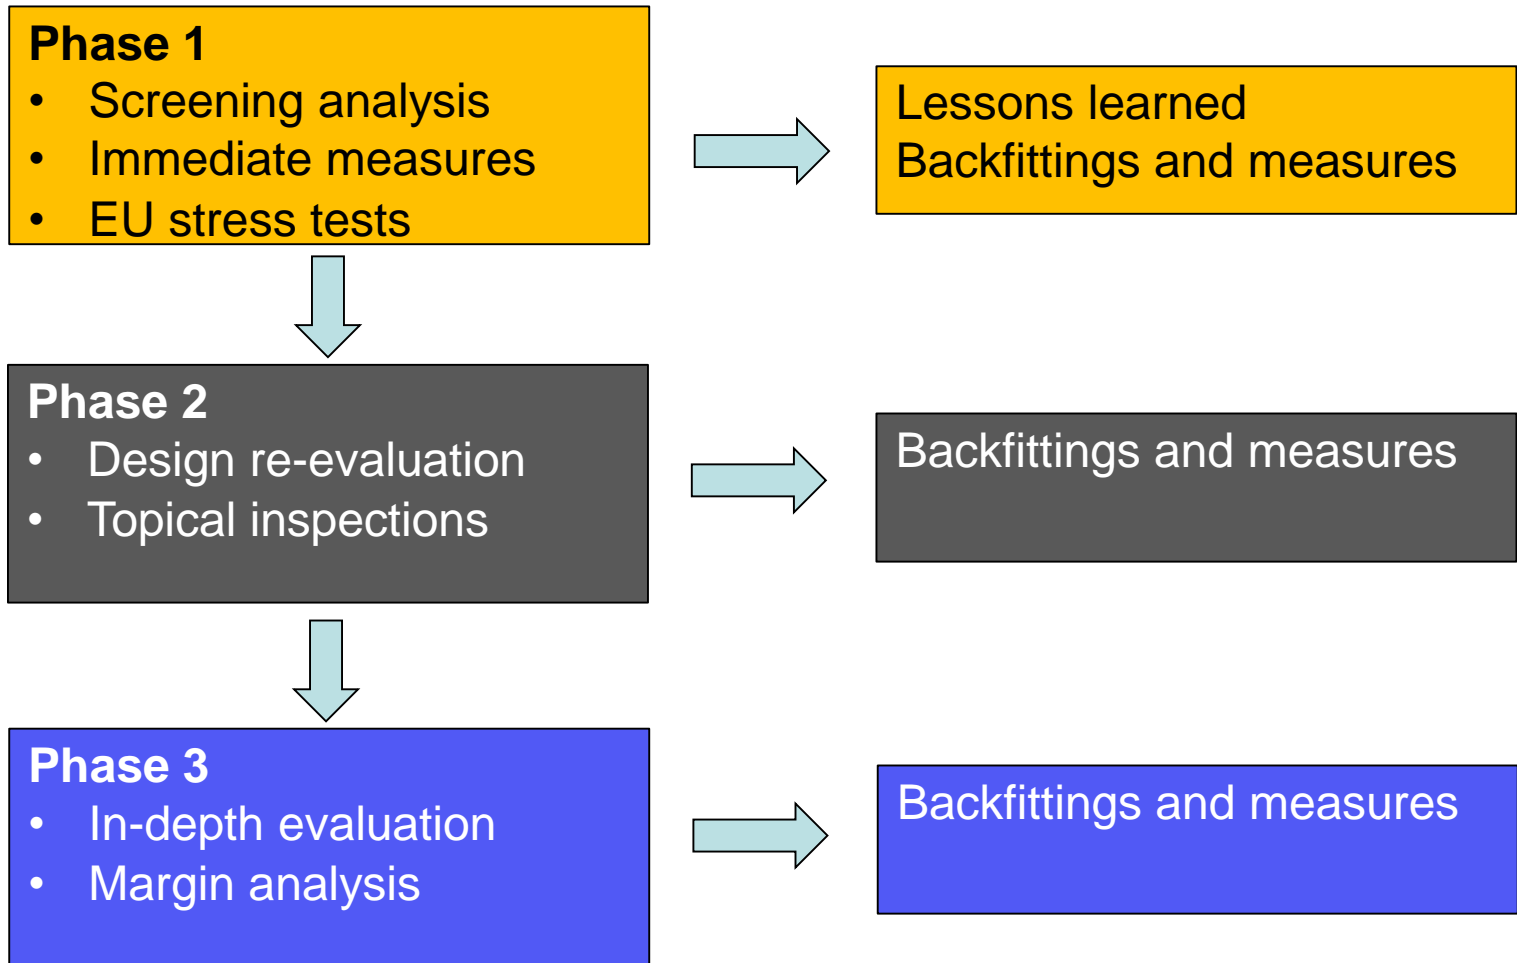 Phase 1
• Screening analysis
• Immediate measures
• EU stress tests
Lessons learned
Backfittings and measures
Phase 2
• Design re-evaluation
• Topical inspections
Backfittings and measures
Phase 3
• In-depth evaluation
• Margin analysis
Backfittings and measures